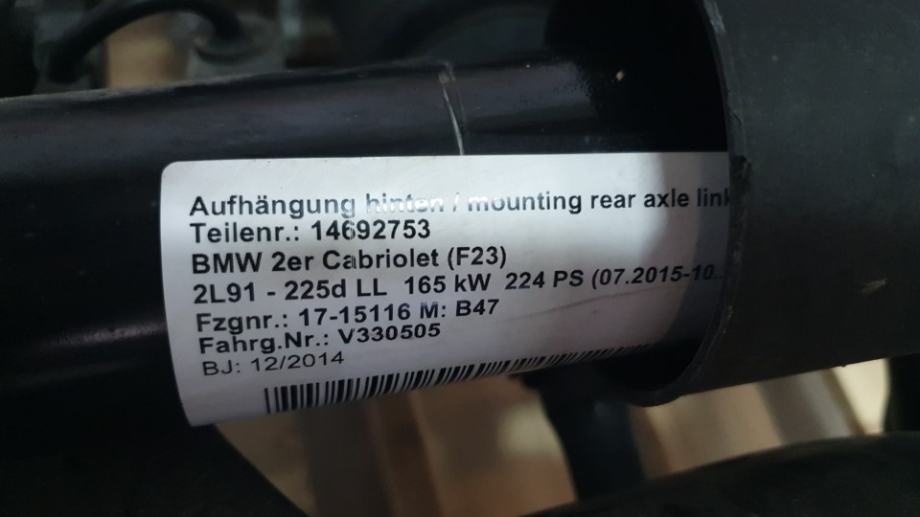 Aufhängung hinten / mounting rear axle link
Teilenr.: 14692753
BMW 2er Cabriolet (F23)
2L91 - 225d LL 165 kW 224 PS (07.2015-10...
Fzgnr.: 17-15116 M: B47
Fahrg.Nr.: V330505
BJ: 12/2014